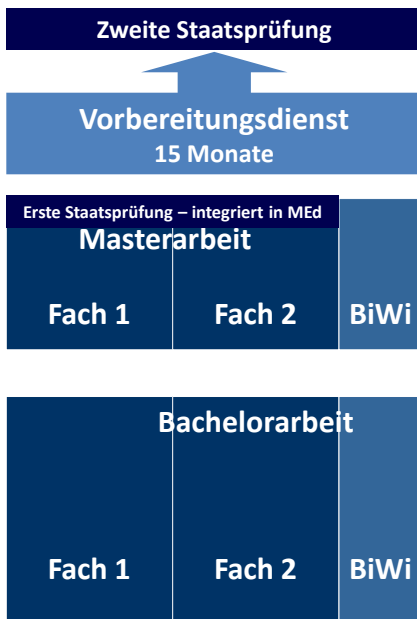 Zweite Staatsprüfung
Vorbereitungsdienst
15 Monate
Erste Staatsprüfung – integriert in MEd
Masterarbeit
Fach 1 Fach 2 BiWi
Bachelorarbeit
Fach 1 Fach 2 BiWi